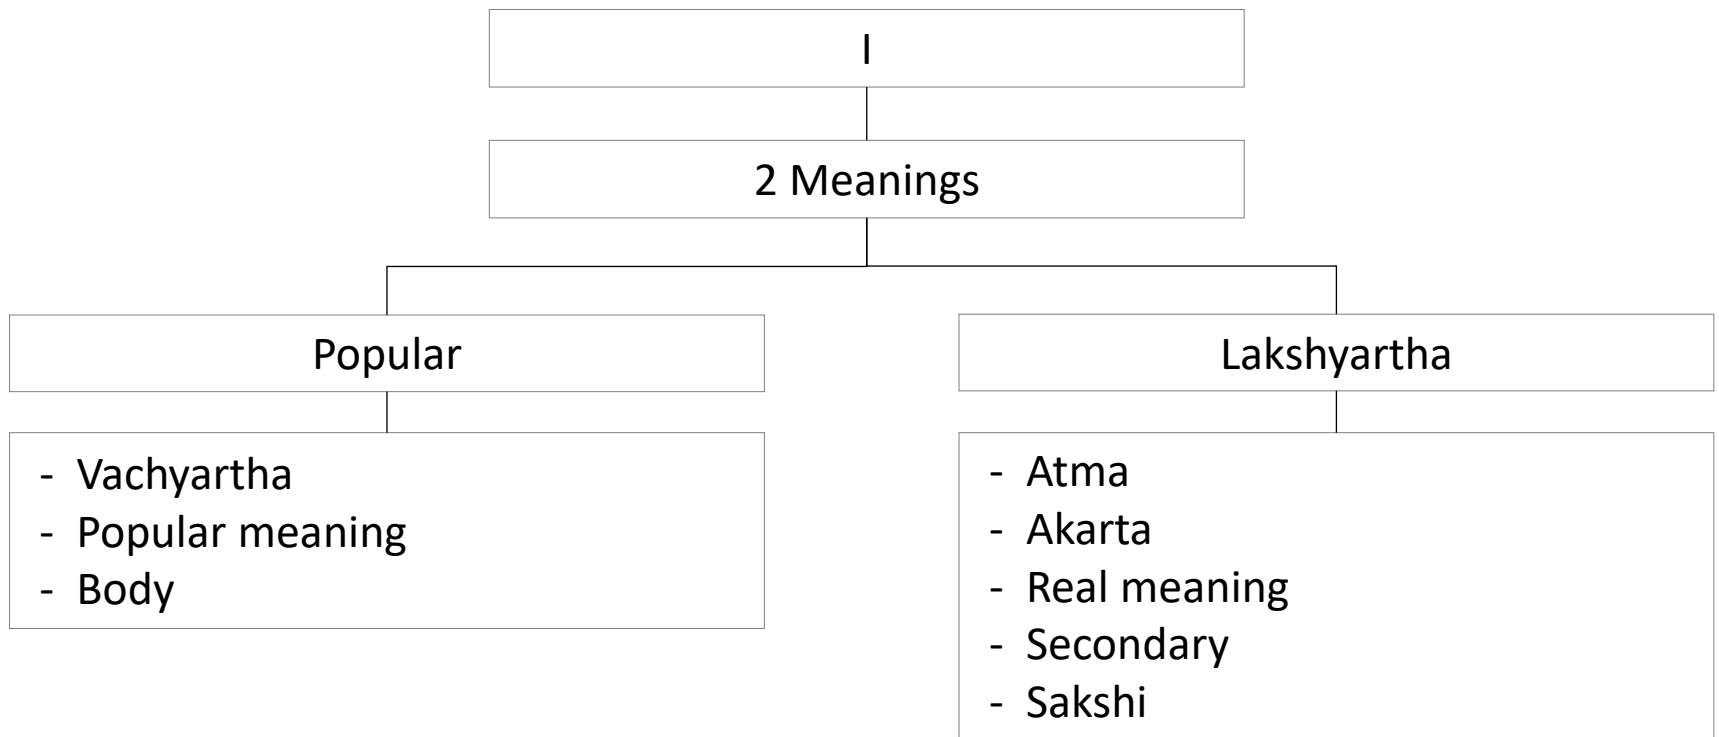 I
2 Meanings
Popular
Lakshyartha
- Vachyartha
- Popular meaning
- Body
- Atma
- Akarta
- Real meaning
- Secondary
- Sakshi